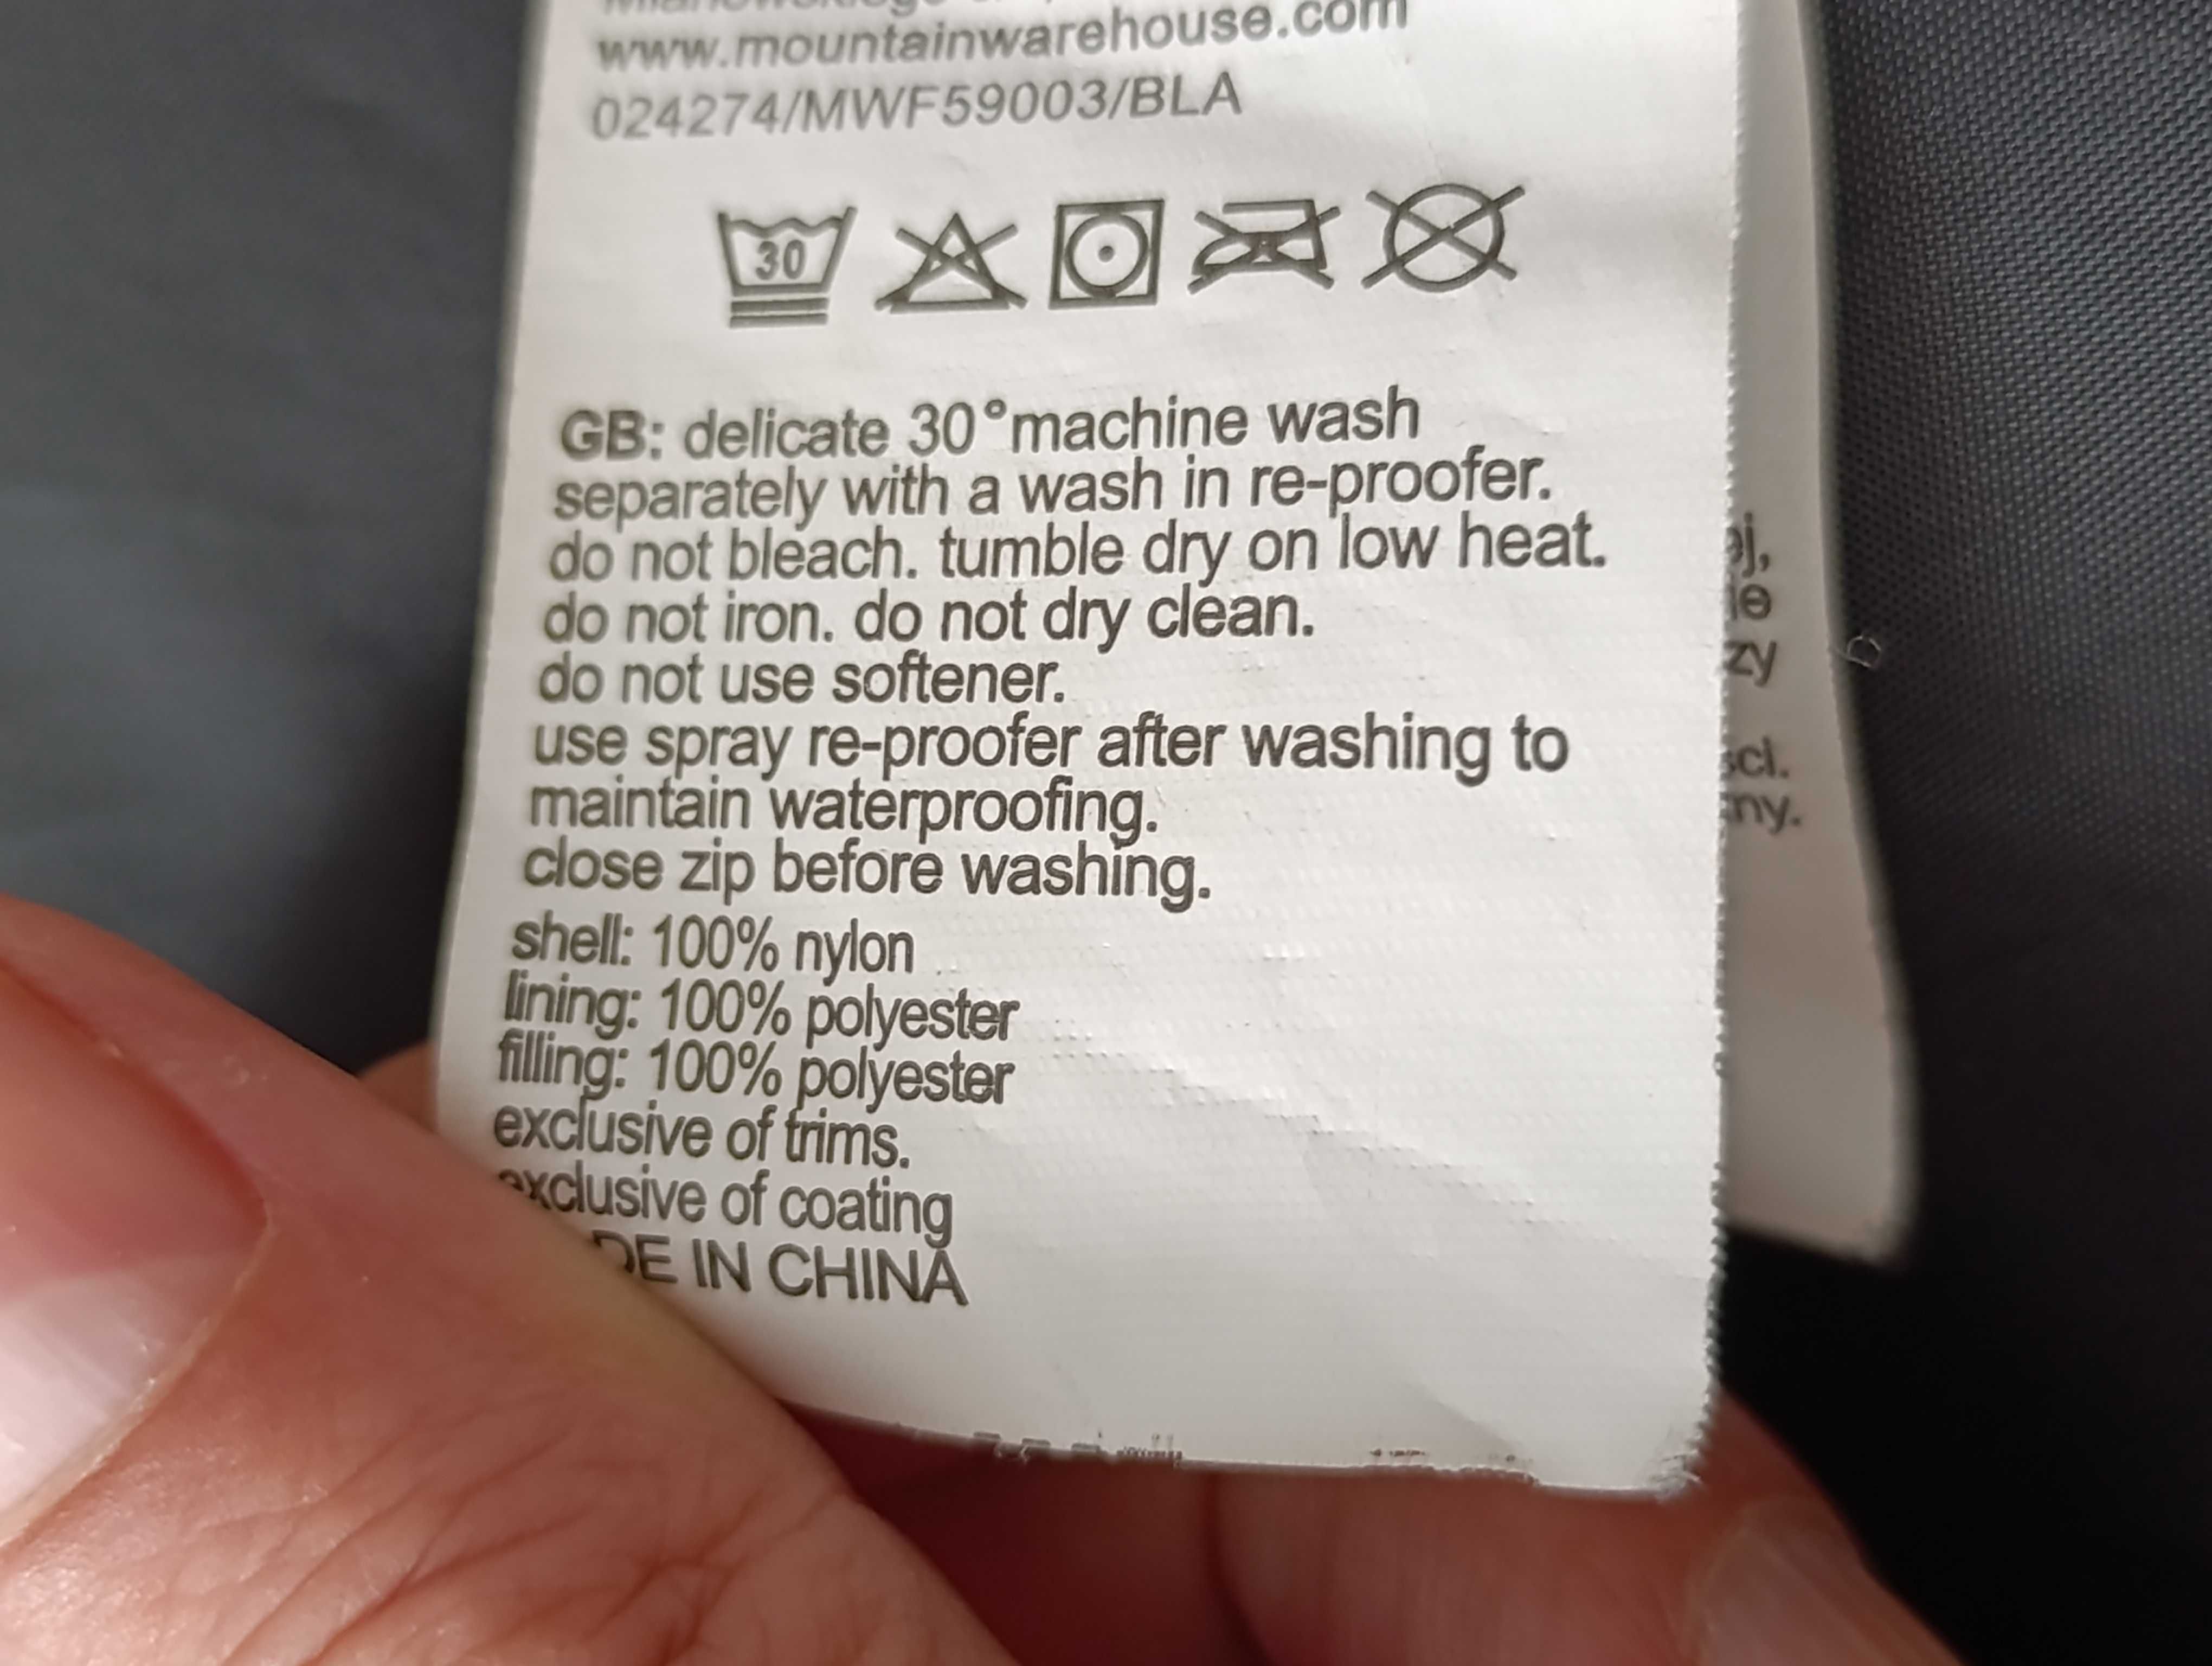 www.mountainwarehouse.com
024274/MWF59003/BLA
30
GB: delicate 30°machine wash
separately with a wash in re-proofer.
do not bleach. tumble dry on low heat.
do not iron. do not dry clean.
do not use softener.
use spray re-proofer after washing to
maintain waterproofing.
close zip before washing.
shell: 100% nylon
lining: 100% polyester
filling: 100% polyester
exclusive of trims.
exclusive of coating
DE IN CHINA
zy